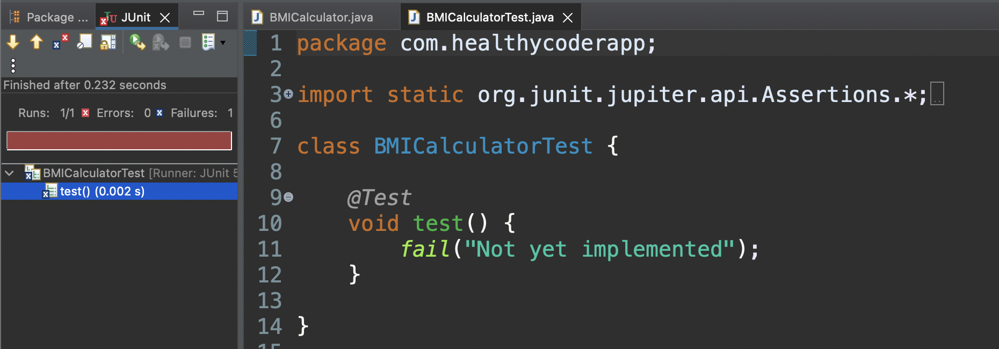 Package ...
JUnit
Finished after 0.232 seconds
Runs: 1/1 Errors: 0 Failures: 1
BMICalculatorTest [Runner: JUnit 5
test() (0.002 s)
BMICalculator.java
BMICalculatorTest.java
1 package com.healthycoderapp;
2
3 import static org.junit.jupiter.api.Assertions.*;
6
7 class BMICalculatorTest {
8
9 @Test
10 void test() {
11 fail("Not yet implemented");
12 }
13
14 }
15